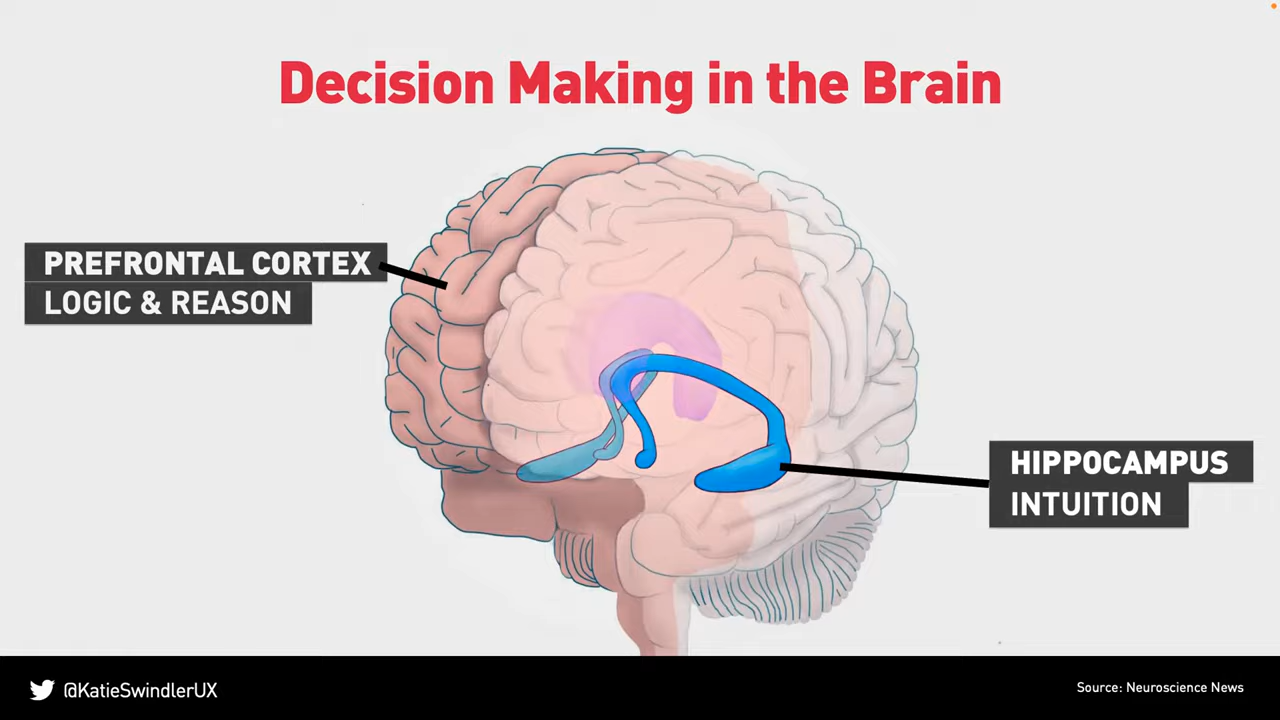 Decision Making in the Brain
PREFRONTAL CORTEX
LOGIC & REASON
HIPPOCAMPUS
INTUITION
@KatieSwindlerUX
Source: Neuroscience News